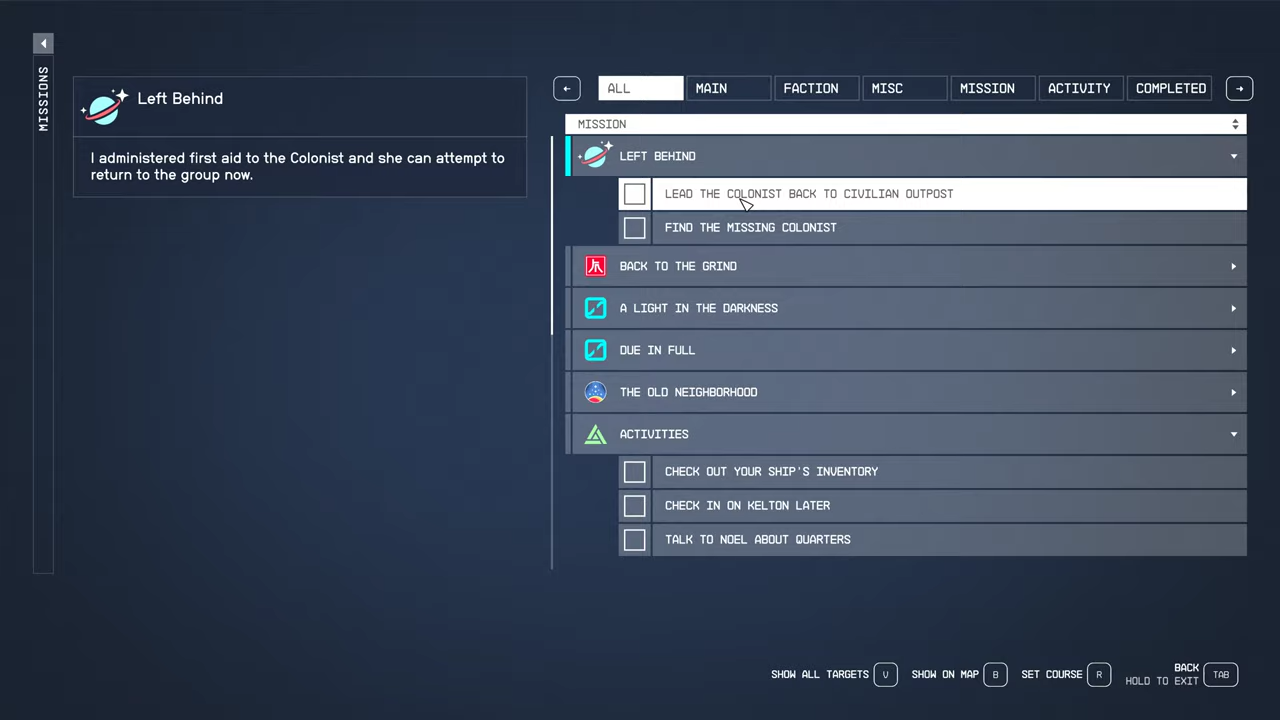 MISSIONS
Left Behind
I administered first aid to the Colonist and she can attempt to
return to the group now.
ALL
MAIN
FACTION
MISC
MISSION
ACTIVITY
COMPLETED
MISSION
LEFT BEHIND
LEAD THE COLONIST BACK TO CIVILIAN OUTPOST
FIND THE MISSING COLONIST
BACK TO THE GRIND
A LIGHT IN THE DARKNESS
DUE IN FULL
THE OLD NEIGHBORHOOD
ACTIVITIES
CHECK OUT YOUR SHIP'S INVENTORY
CHECK IN ON KELTON LATER
TALK TO NOEL ABOUT QUARTERS
SHOW ALL TARGETS V
SHOW ON MAP B
SET COURSE R
BACK
HOLD TO EXIT
TAB